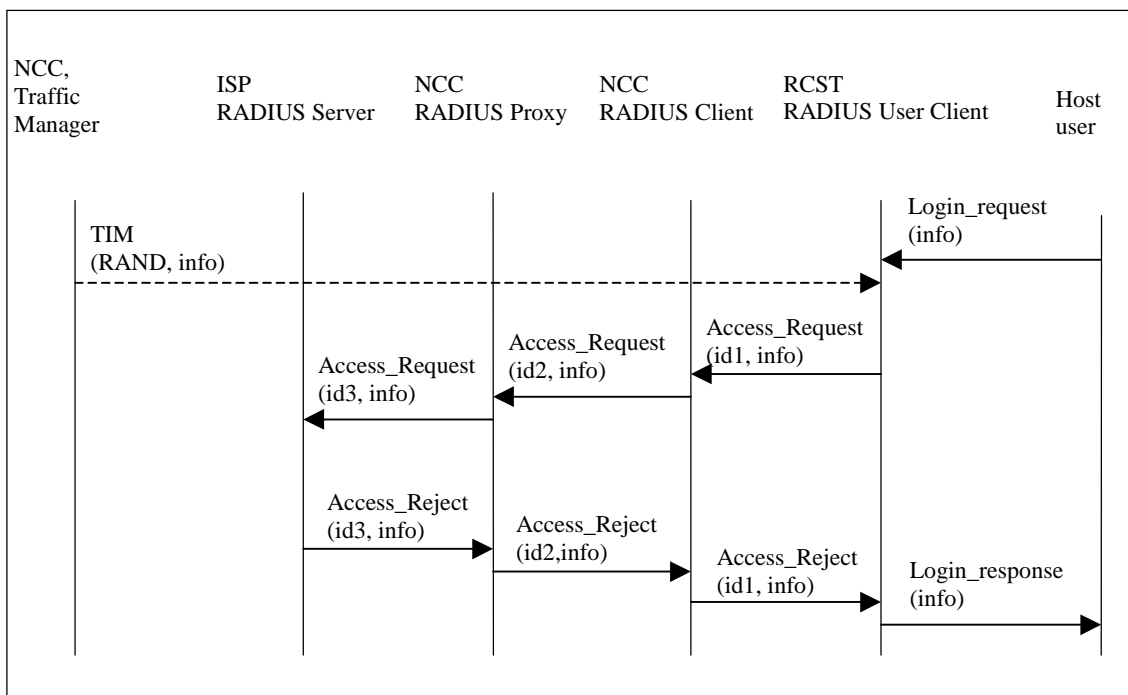 NCC,
Traffic
Manager
ISP
RADIUS Server
NCC
RADIUS Proxy
NCC
RADIUS Client
RCST
RADIUS User Client
Host
user
Login_request
(info)
TIM
(RAND, info)
Access_Request
(id1, info)
Access_Request
(id2, info)
Access_Request
(id3, info)
Access_Reject
(id3, info)
Access_Reject
(id2,info)
Access_Reject
(id1, info)
Login_response
(info)